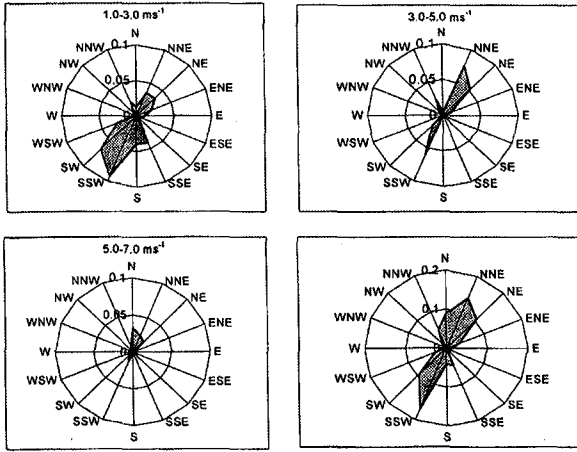 1.0-3.0 ms⁻¹
N
0.1
NNW NNE
NW NE
0.05
WNW ENE
W 0 E
WSW ESE
SW SE
SSW SSE
S
3.0-5.0 ms⁻¹
N
0.1
NNW NNE
NW NE
0.05
WNW ENE
W 0 E
WSW ESE
SW SE
SSW SSE
S
5.0-7.0 ms⁻¹
N
0.1
NNW NNE
NW NE
0.05
WNW ENE
W 0 E
WSW ESE
SW SE
SSW SSE
S
N
0.2
NNW NNE
NW NE
0.1
WNW ENE
W 0 E
WSW ESE
SW SE
SSW SSE
S